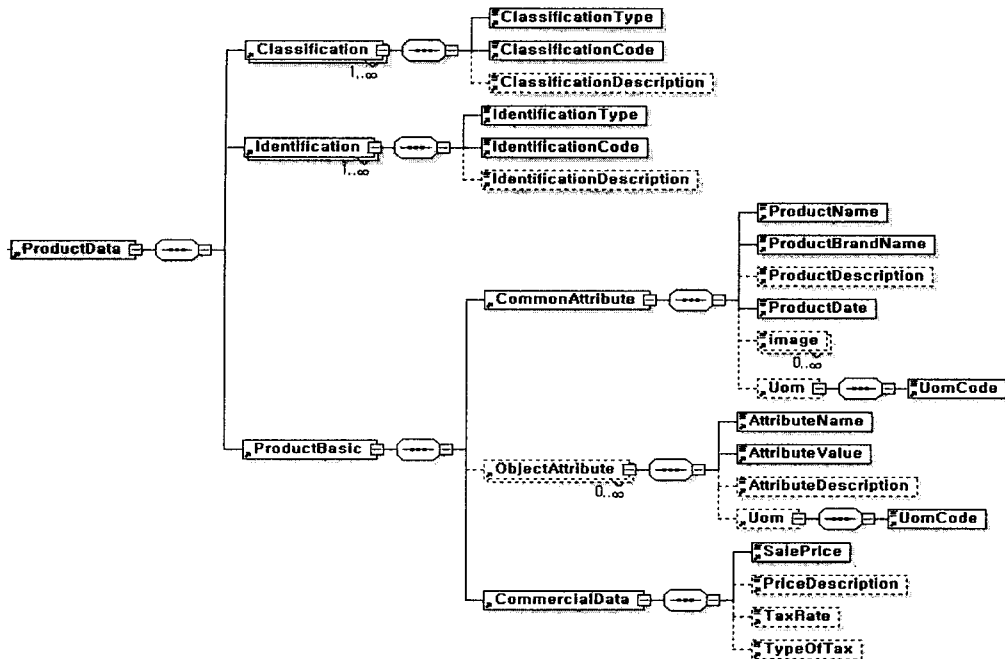 ClassificationType
Classification
1..∞
ClassificationCode
ClassificationDescription
IdentificationType
Identification
1..∞
IdentificationCode
IdentificationDescription
ProductData
ProductName
ProductBrandName
ProductDescription
CommonAttribute
ProductDate
image
0..∞
Uom
UomCode
ProductBasic
AttributeName
AttributeValue
ObjectAttribute
0..∞
AttributeDescription
Uom
UomCode
SalePrice
PriceDescription
CommercialData
TaxRate
TypeOfTax